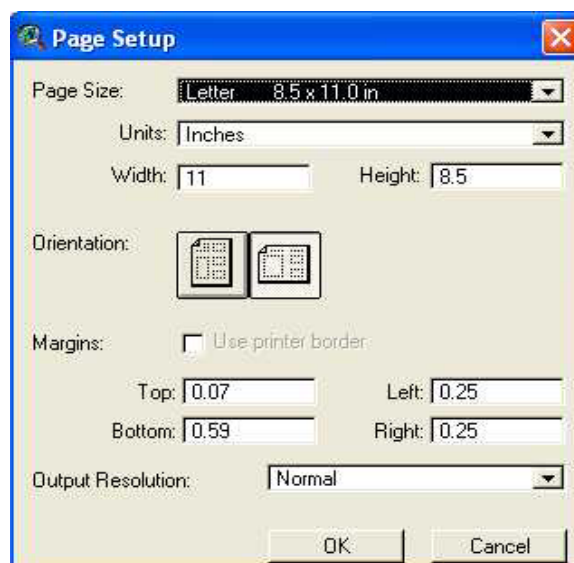 Page Setup
Page Size: Letter 8.5 x 11.0 in
Units: Inches
Width: 11 Height: 8.5
Orientation:
Margins: Use printer border
Top: 0.07 Left: 0.25
Bottom: 0.59 Right: 0.25
Output Resolution: Normal
OK Cancel